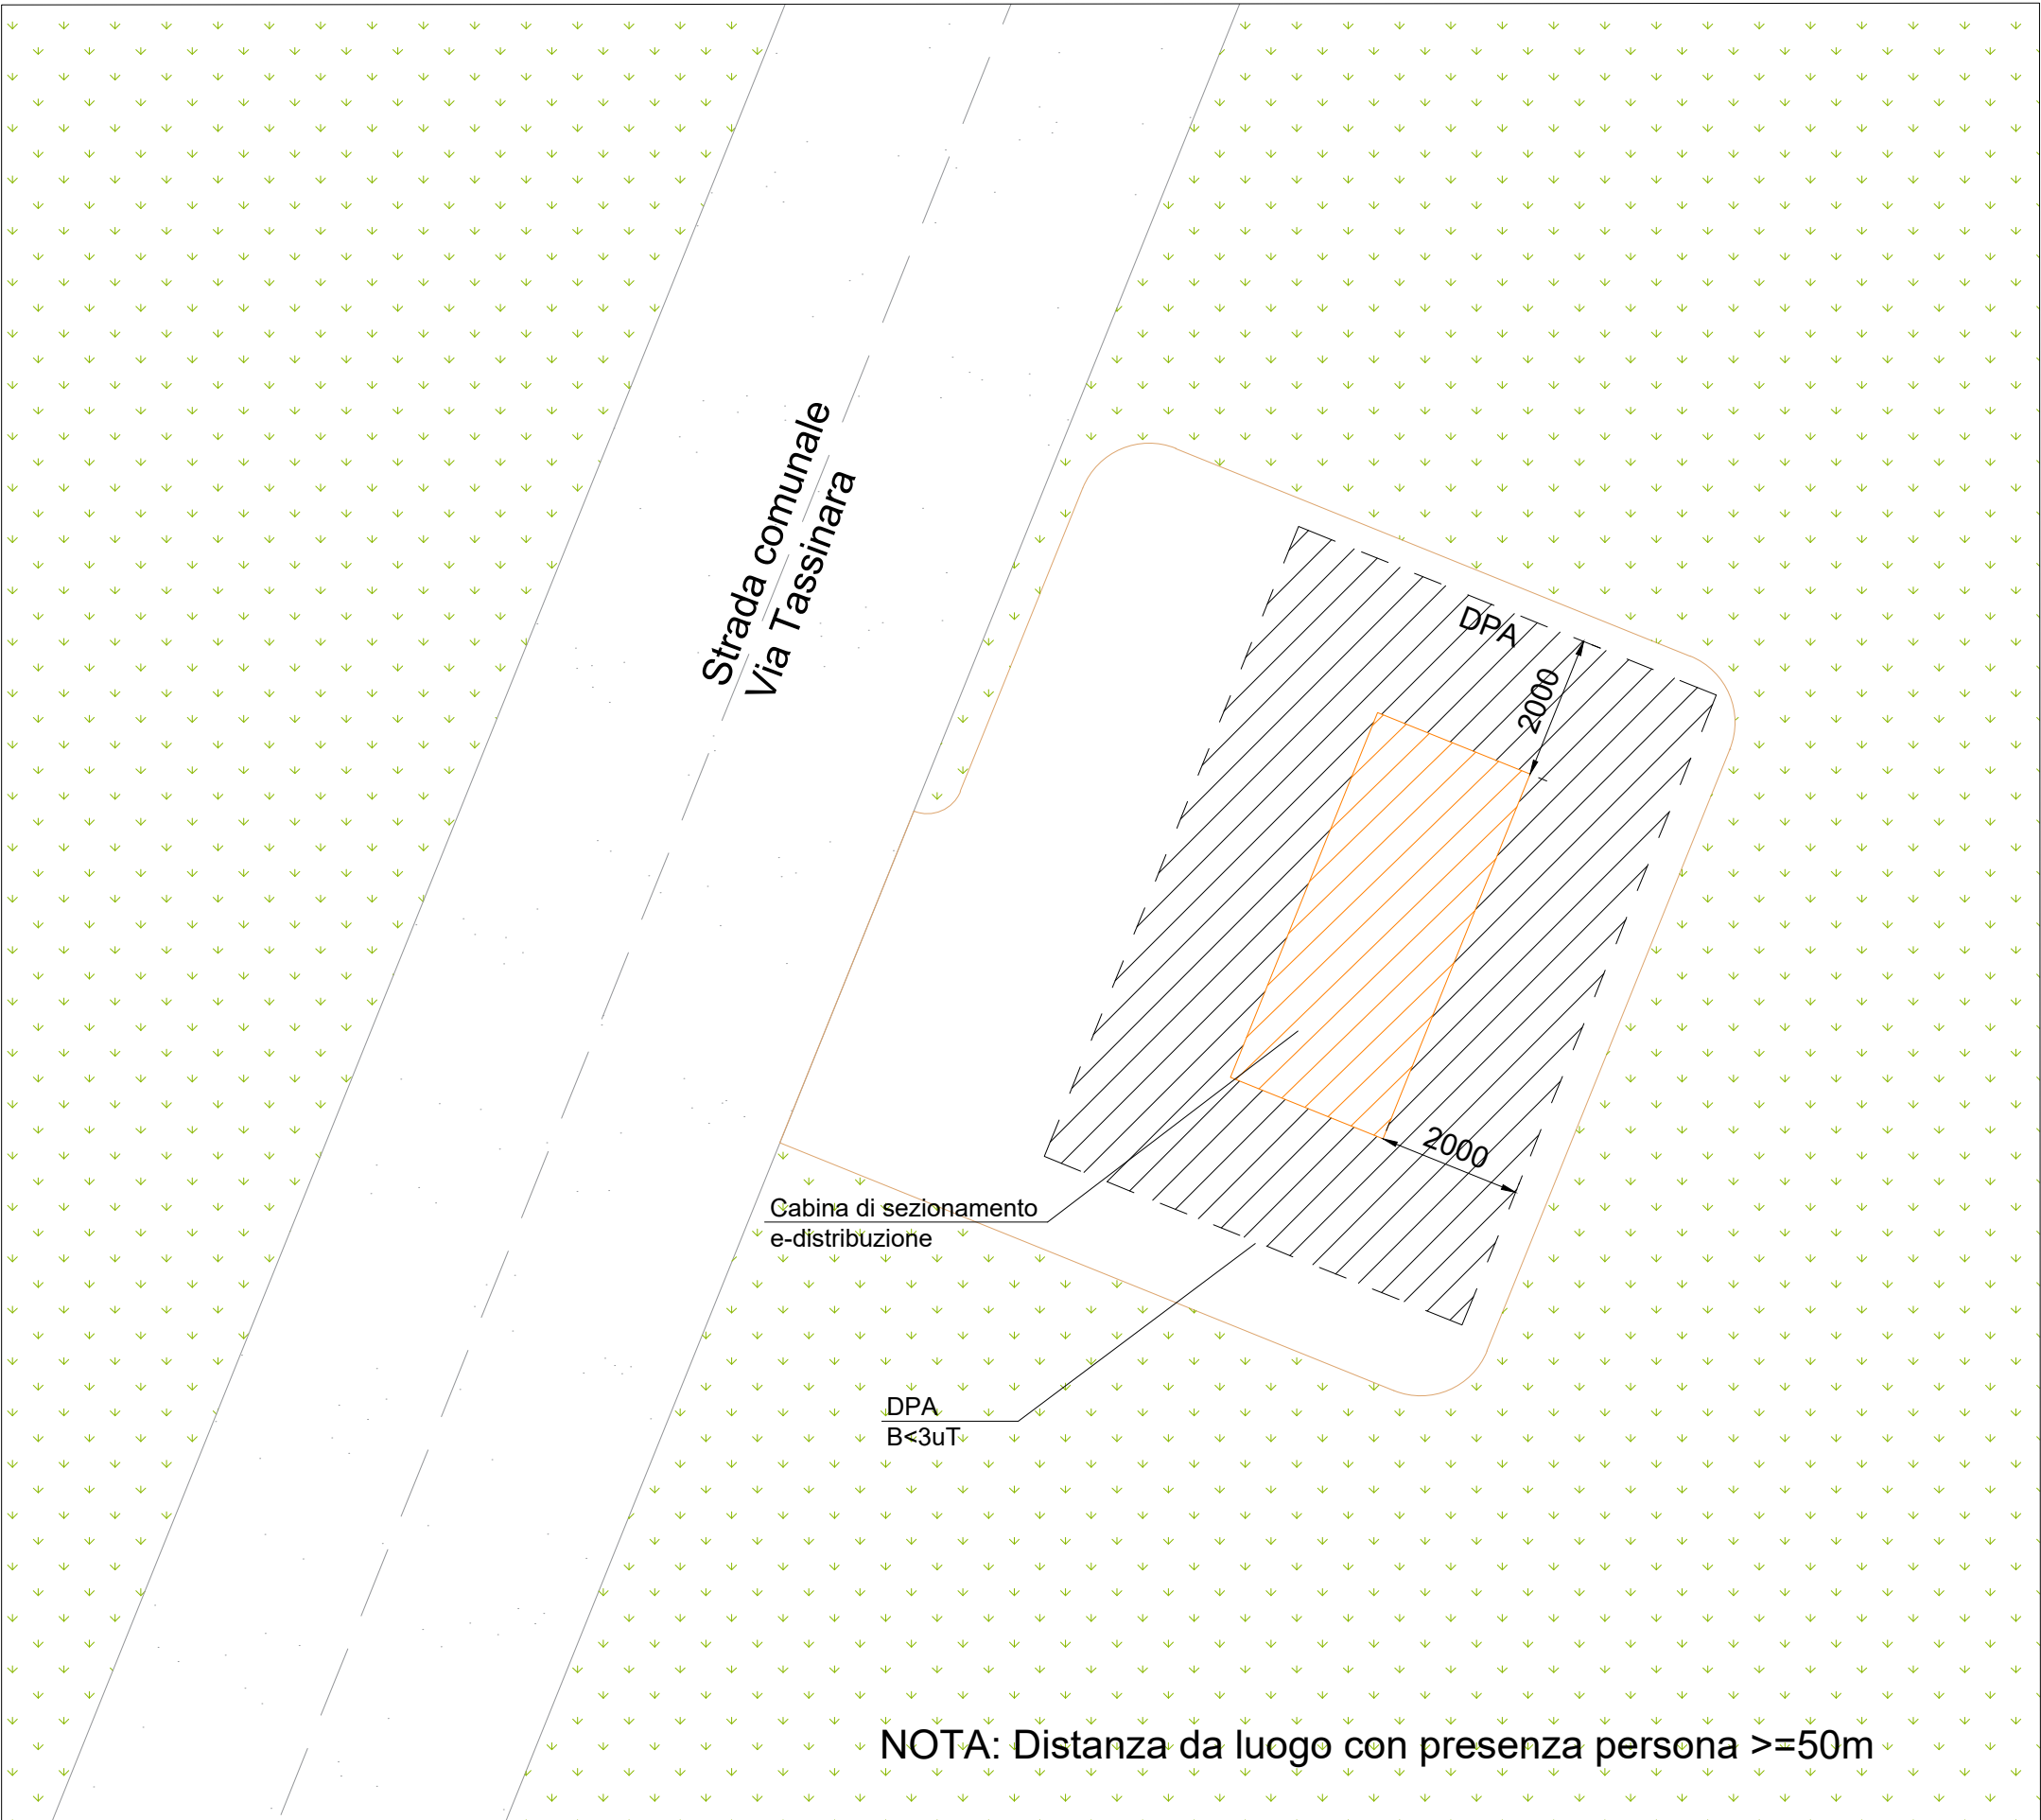 Strada comunale
Via Tassinara
DPA
2000
2000
Cabina di sezionamento
e-distribuzione
DPA
B<3uT
NOTA: Distanza da luogo con presenza persona >=50m